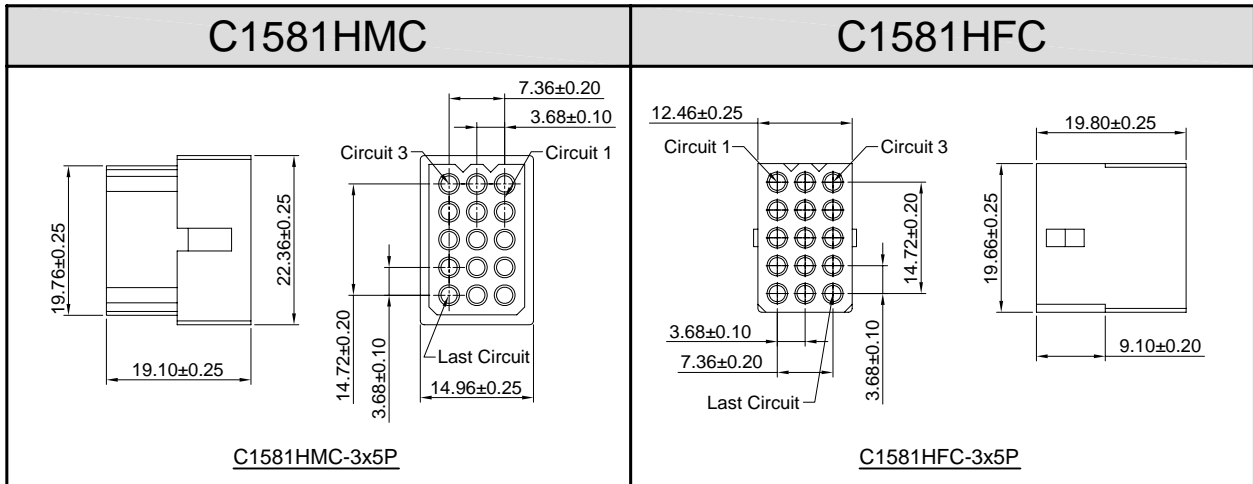 C1581HMC
C1581HFC
7.36±0.20
3.68±0.10
Circuit 3
Circuit 1
19.76±0.25
22.36±0.25
14.72±0.20
3.68±0.10
19.10±0.25
Last Circuit
14.96±0.25
C1581HMC-3x5P
12.46±0.25
19.80±0.25
Circuit 1
Circuit 3
14.72±0.20
19.66±0.25
3.68±0.10
7.36±0.20
3.68±0.10
9.10±0.20
Last Circuit
C1581HFC-3x5P